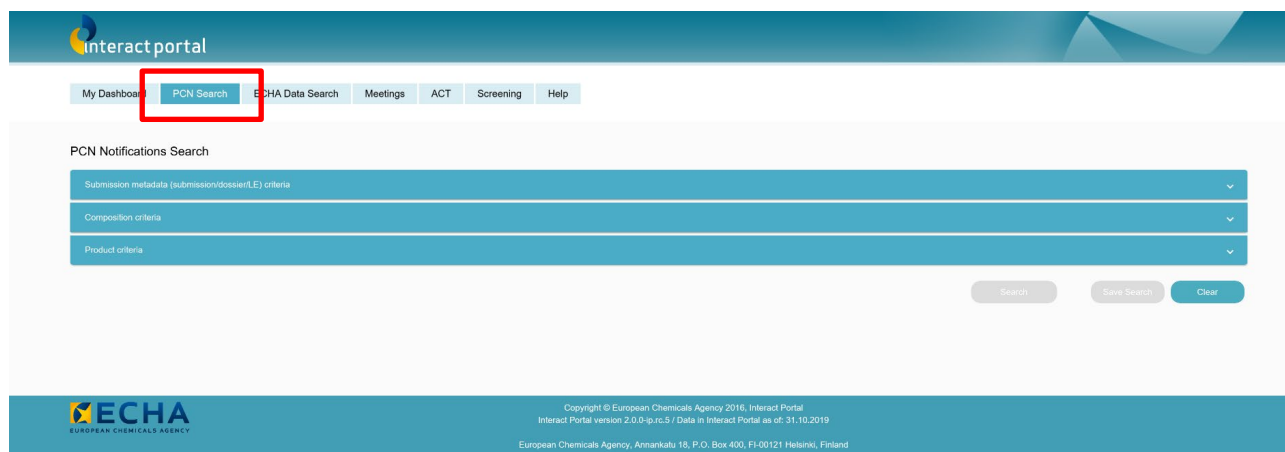 interact portal
My Dashboard PCN Search ECHA Data Search Meetings ACT Screening Help
PCN Notifications Search
Submission metadata (submission/dossier/LE) criteria
Composition criteria
Product criteria
Search Save Search Clear
ECHA
EUROPEAN CHEMICALS AGENCY
Copyright © European Chemicals Agency 2016, Interact Portal
Interact Portal version 2.0.0-ip.rc.5 / Data in Interact Portal as of: 31.10.2019
European Chemicals Agency, Annankatu 18, P.O. Box 400, FI-00121 Helsinki, Finland